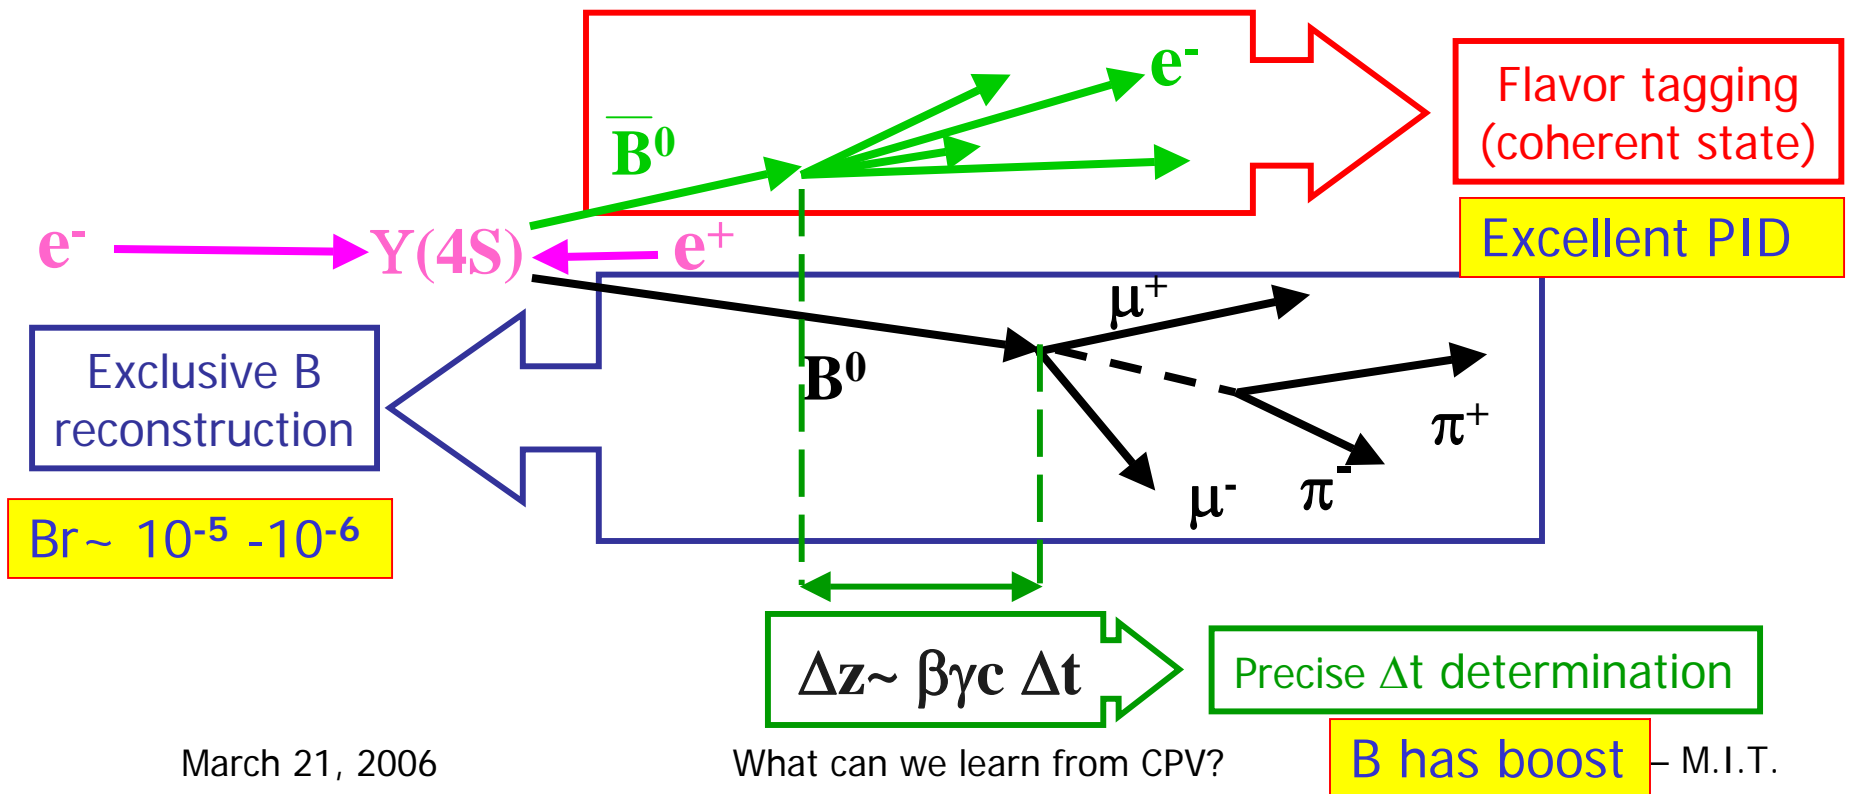 e⁻
B̅⁰
Flavor tagging
(coherent state)
Excellent PID
e⁻ Υ(4S) e⁺
μ⁺
Exclusive B
reconstruction
B⁰
π⁺
π⁻
μ⁻
Br~ 10⁻⁵ -10⁻⁶
Δz~ βγc Δt
Precise Δt determination
B has boost
March 21, 2006 What can we learn from CPV? – M.I.T.